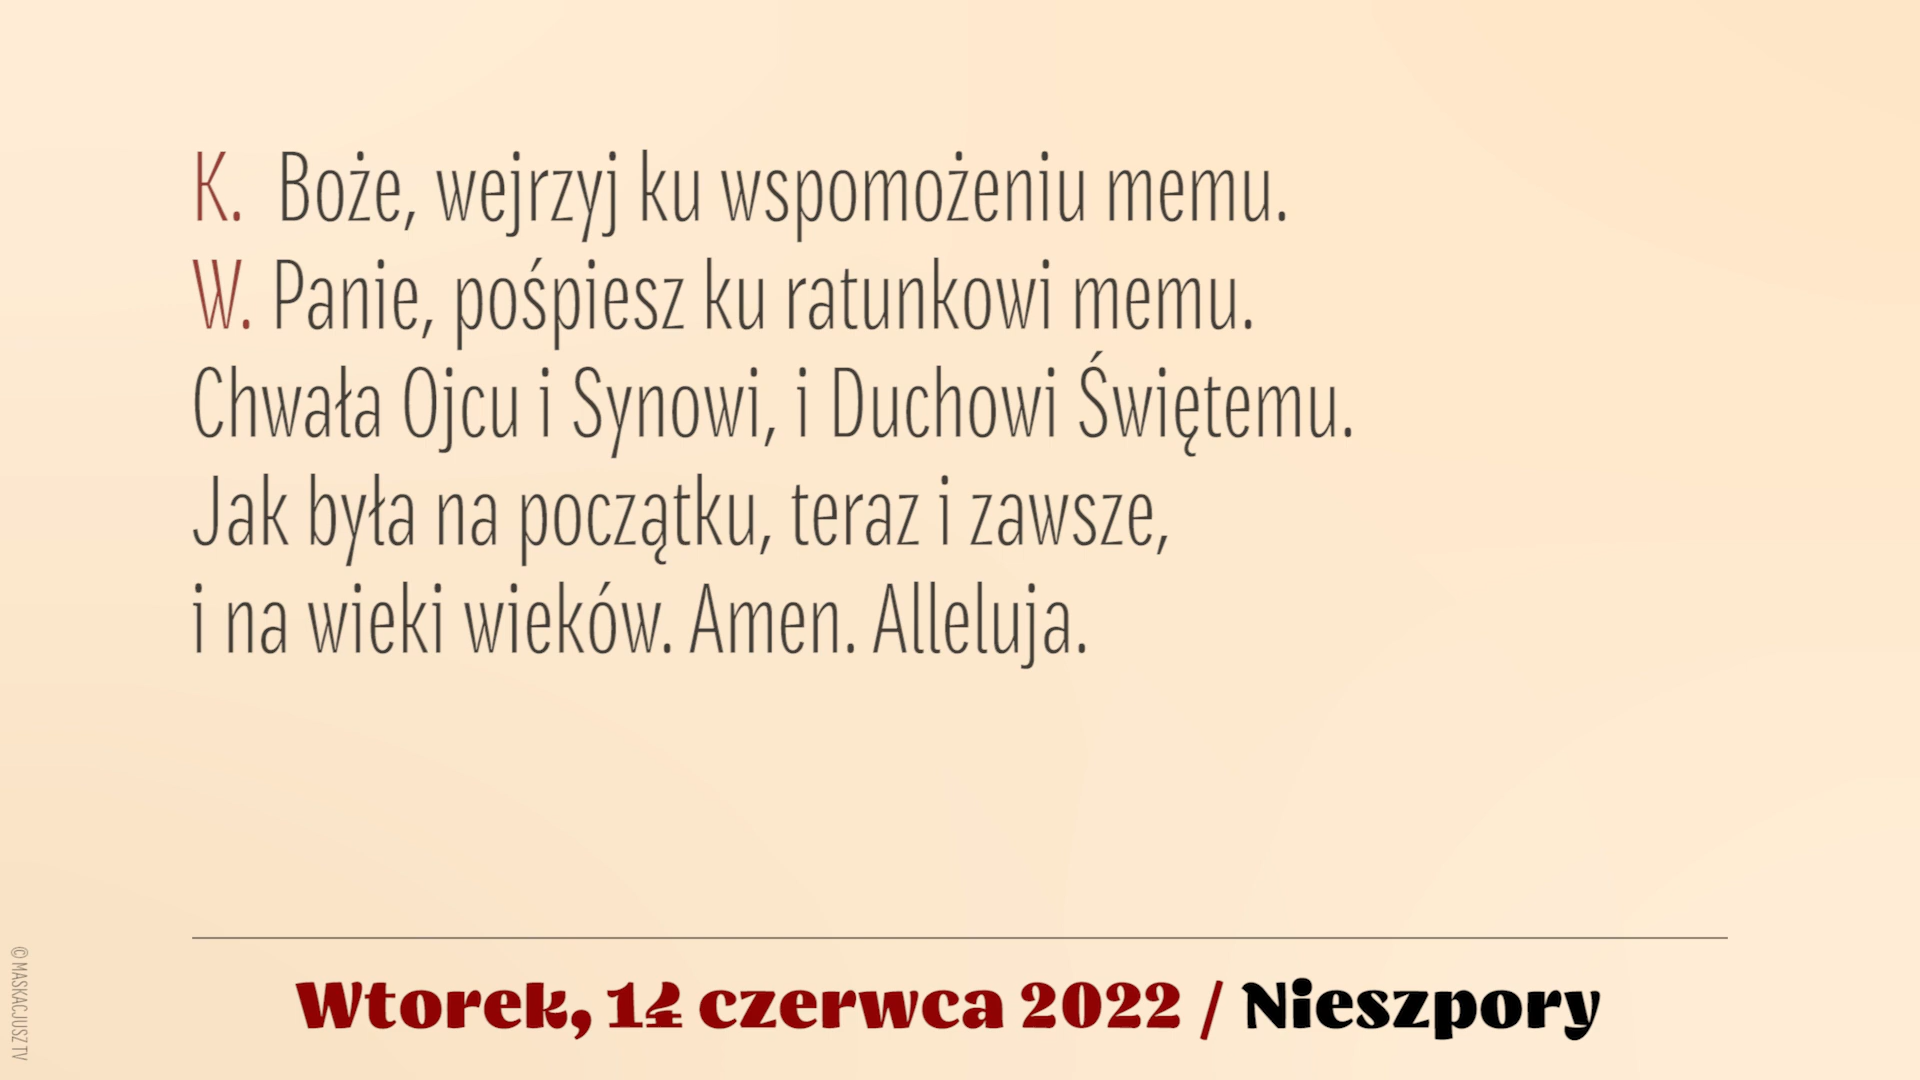 K. Boże, wejrzyj ku wspomożeniu memu.
W. Panie, pośpiesz ku ratunkowi memu.
Chwała Ojcu i Synowi, i Duchowi Świętemu.
Jak była na początku, teraz i zawsze,
i na wieki wieków. Amen. Alleluja.
Wtorek, 14 czerwca 2022 / Nieszpory
© MASKACJUSZ TV